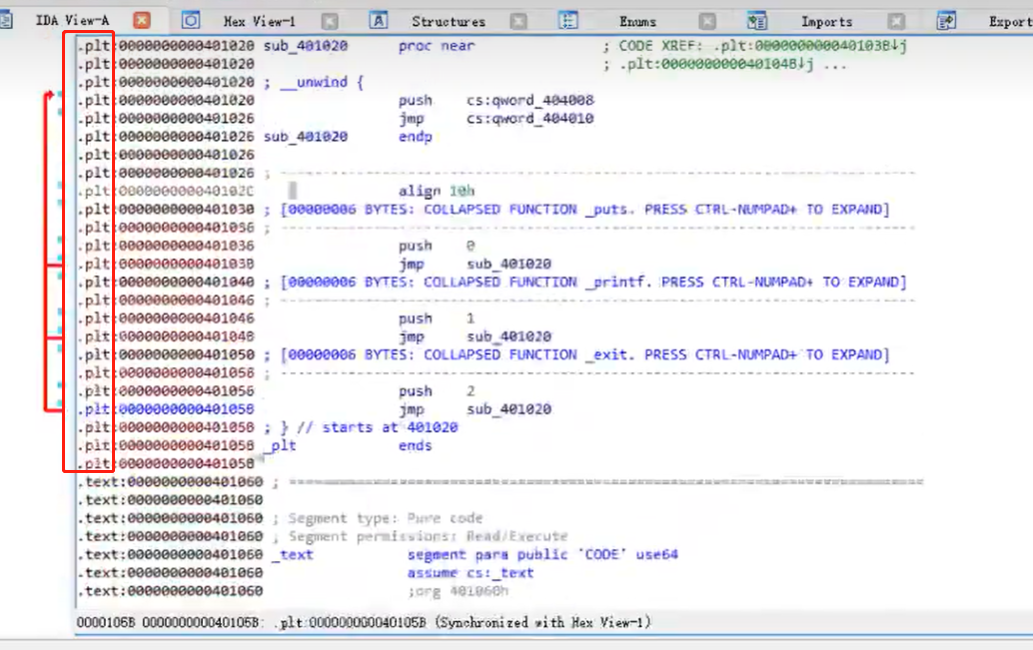 IDA View-A Hex View-1 Structures Enums Imports Export
.plt:0000000000401020 sub_401020 proc near ; CODE XREF: .plt:000000000040103B↓j
.plt:0000000000401020 ; .plt:000000000040104B↓j ...
.plt:0000000000401020 ; __unwind {
.plt:0000000000401020 push cs:qword_404008
.plt:0000000000401026 jmp cs:qword_404010
.plt:0000000000401026 sub_401020 endp
.plt:0000000000401026
.plt:0000000000401026 ; ---------------------------------------------------------------------------
.plt:000000000040102C align 10h
.plt:0000000000401030 ; [00000006 BYTES: COLLAPSED FUNCTION _puts. PRESS CTRL-NUMPAD+ TO EXPAND]
.plt:0000000000401036 ; ---------------------------------------------------------------------------
.plt:0000000000401036 push 0
.plt:000000000040103B jmp sub_401020
.plt:0000000000401040 ; [00000006 BYTES: COLLAPSED FUNCTION _printf. PRESS CTRL-NUMPAD+ TO EXPAND]
.plt:0000000000401046 ; ---------------------------------------------------------------------------
.plt:0000000000401046 push 1
.plt:000000000040104B jmp sub_401020
.plt:0000000000401050 ; [00000006 BYTES: COLLAPSED FUNCTION _exit. PRESS CTRL-NUMPAD+ TO EXPAND]
.plt:0000000000401056 ; ---------------------------------------------------------------------------
.plt:0000000000401056 push 2
.plt:000000000040105B jmp sub_401020
.plt:000000000040105B ; } // starts at 401020
.plt:000000000040105B _plt ends
.plt:000000000040105B
.text:0000000000401060 ; ===========================================================================
.text:0000000000401060
.text:0000000000401060 ; Segment type: Pure code
.text:0000000000401060 ; Segment permissions: Read/Execute
.text:0000000000401060 _text segment para public 'CODE' use64
.text:0000000000401060 assume cs:_text
.text:0000000000401060 ;org 401060h
0000105B 000000000040105B: .plt:000000000040105B (Synchronized with Hex View-1)